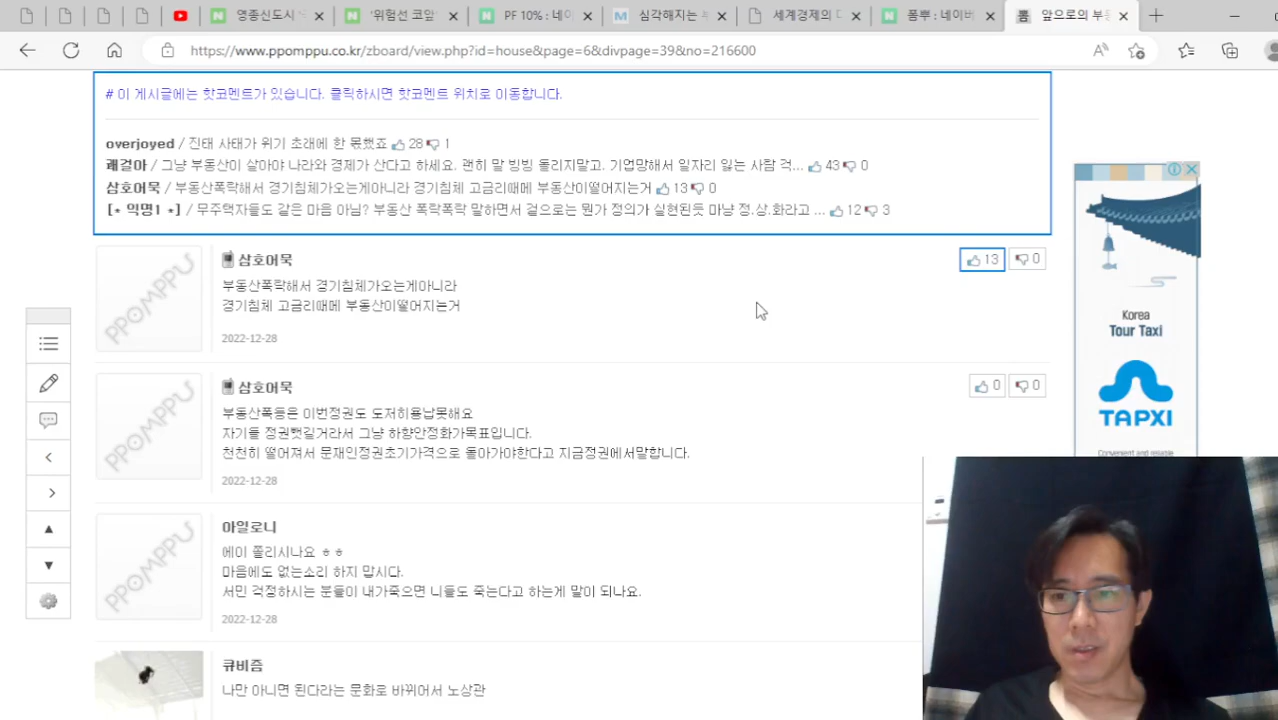 영종신도시 '우
'위험선 코앞
PF 10% : 네이
심각해지는 부
세계경제의 디
폼뿌 : 네이버
앞으로의 부동
https://www.ppomppu.co.kr/zboard/view.php?id=house&page=6&divpage=39&no=216600
# 이 게시글에는 핫코멘트가 있습니다. 클릭하시면 핫코멘트 위치로 이동합니다.
overjoyed / 진태 사태가 위기 초래에 한 몫했죠 28 1
쾌걸아 / 그냥 부동산이 살아야 나라와 경제가 산다고 하세요. 괜히 말 빙빙 돌리지말고. 기업망해서 일자리 잃는 사람 걱... 43 0
삼호어묵 / 부동산폭락해서 경기침체가오는게아니라 경기침체 고금리때메 부동산이떨어지는거 13 0
[* 익명1 *] / 무주택자들도 같은 마음 아님? 부동산 폭락폭락 말하면서 겉으로는 뭔가 정의가 실현된듯 마냥 정.상.화라고 ... 12 3
삼호어묵
13 0
부동산폭락해서 경기침체가오는게아니라
경기침체 고금리때메 부동산이떨어지는거
2022-12-28
삼호어묵
0 0
부동산폭등은 이번정권도 도저히용납못해요
자기들 정권뺏길거라서 그냥 하향안정화가목표입니다.
천천히 떨어져서 문재인정권초기가격으로 돌아가야한다고 지금정권에서말합니다.
2022-12-28
아일로니
에이 쫄리시나요 ㅎㅎ
마음에도 없는소리 하지 맙시다.
서민 걱정하시는 분들이 내가죽으면 니들도 죽는다고 하는게 말이 되나요.
2022-12-28
큐비즘
나만 아니면 된다라는 문화로 바뀌어서 노상관
PPOMPPU
PPOMPPU
PPOMPPU
Korea
Tour Taxi
TAPXI
Convenient and reliable